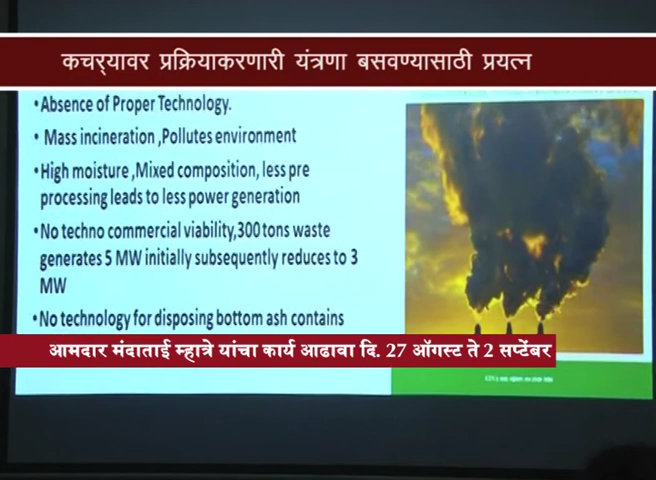 कचर्‍यावर प्रक्रियाकरणारी यंत्रणा बसवण्यासाठी प्रयत्न
•Absence of Proper Technology.
• Mass incineration ,Pollutes environment
•High moisture ,Mixed composition, less pre
processing leads to less power generation
•No techno commercial viability,300 tons waste
generates 5 MW initially subsequently reduces to 3
MW
•No technology for disposing bottom ash contains
आमदार मंदाताई म्हात्रे यांचा कार्य आढावा दि. 27 ऑगस्ट ते 2 सप्टेंबर